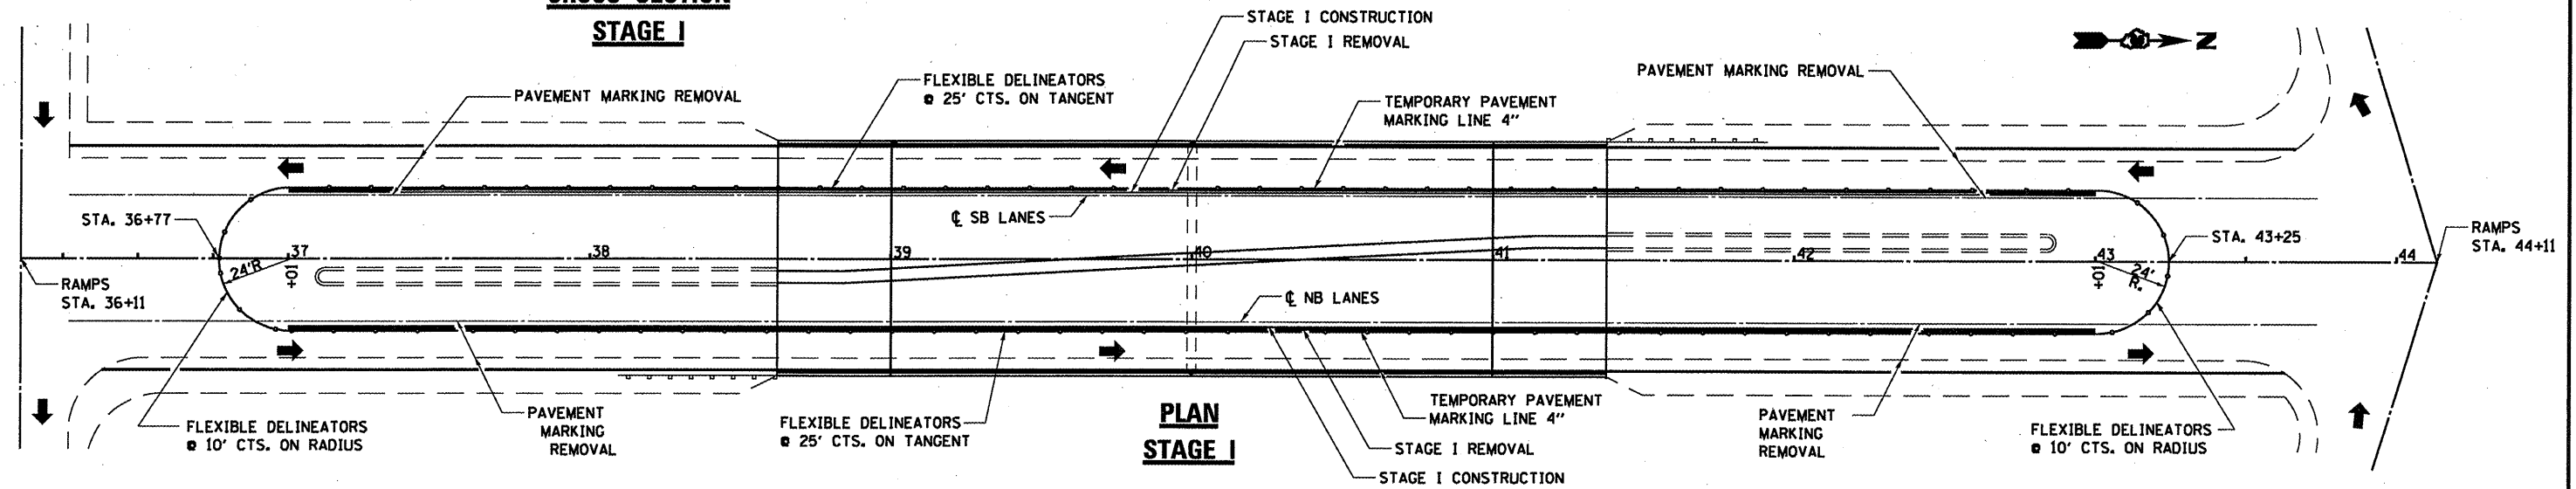 CROSS SECTION
STAGE I
STAGE I CONSTRUCTION
STAGE I REMOVAL
N
FLEXIBLE DELINEATORS
@ 25' CTS. ON TANGENT
PAVEMENT MARKING REMOVAL
PAVEMENT MARKING REMOVAL
TEMPORARY PAVEMENT
MARKING LINE 4"
STA. 36+77
℄ SB LANES
37
38
39
40
41
42
43
44
24'R
+01
+01
24'
R.
STA. 43+25
RAMPS
STA. 44+11
RAMPS
STA. 36+11
℄ NB LANES
FLEXIBLE DELINEATORS
@ 10' CTS. ON RADIUS
PAVEMENT
MARKING
REMOVAL
FLEXIBLE DELINEATORS
@ 25' CTS. ON TANGENT
PLAN
STAGE I
TEMPORARY PAVEMENT
MARKING LINE 4"
STAGE I REMOVAL
STAGE I CONSTRUCTION
PAVEMENT
MARKING
REMOVAL
FLEXIBLE DELINEATORS
@ 10' CTS. ON RADIUS